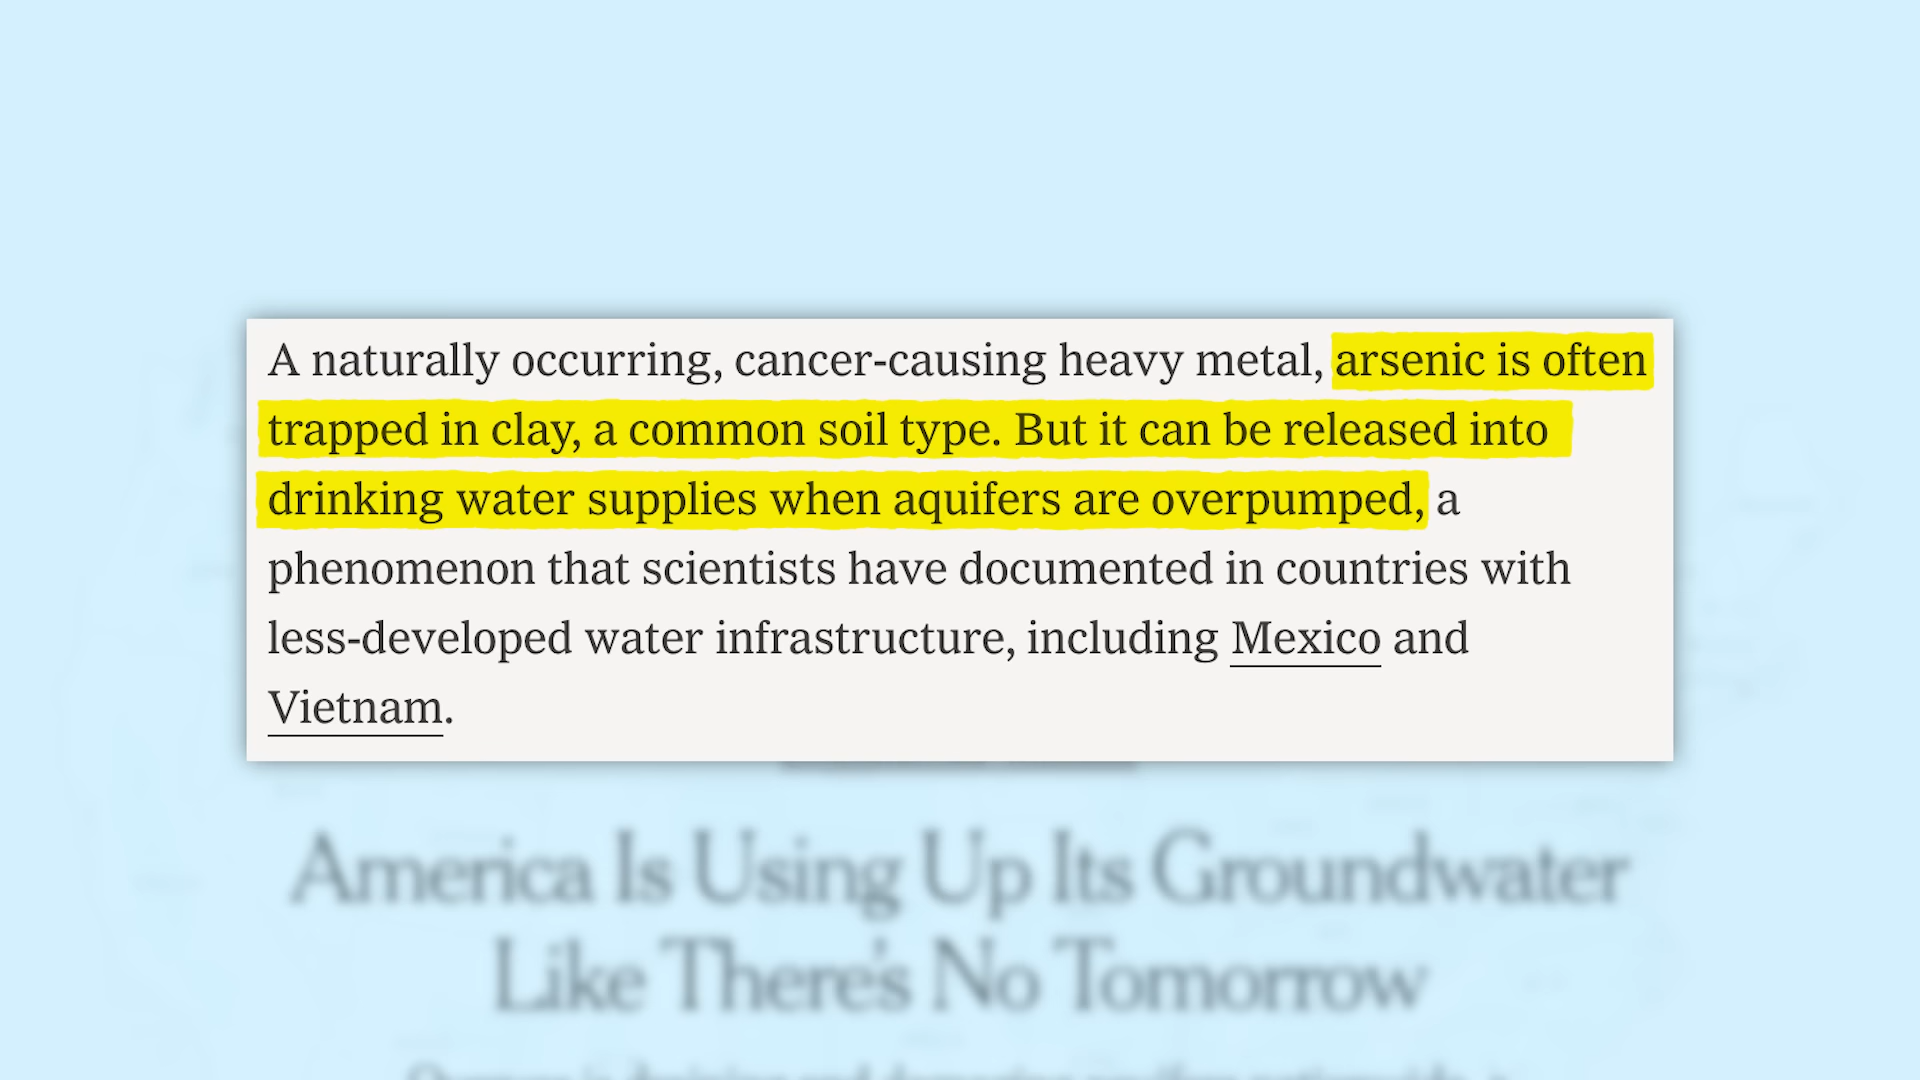 A naturally occurring, cancer-causing heavy metal, arsenic is often
trapped in clay, a common soil type. But it can be released into
drinking water supplies when aquifers are overpumped, a
phenomenon that scientists have documented in countries with
less-developed water infrastructure, including Mexico and
Vietnam.
America Is Using Up Its Groundwater
Like There's No Tomorrow